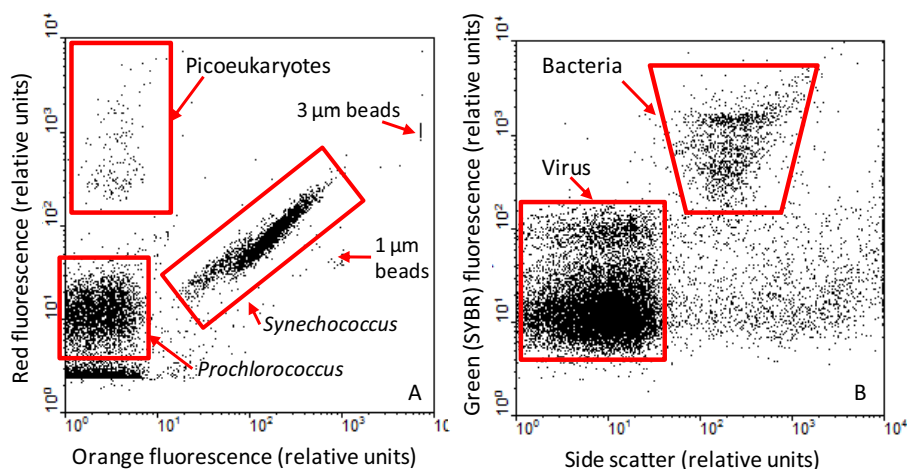 Red fluorescence (relative units)
10⁴
10³
10²
10¹
10⁰
Picoeukaryotes
3 µm beads
1 µm
beads
Synechococcus
Prochlorococcus
A
10⁰ 10¹ 10² 10³ 10⁴
Orange fluorescence (relative units)
Green (SYBR) fluorescence (relative units)
10⁴
10³
10²
10¹
10⁰
Bacteria
Virus
B
10⁰ 10¹ 10² 10³ 10⁴
Side scatter (relative units)